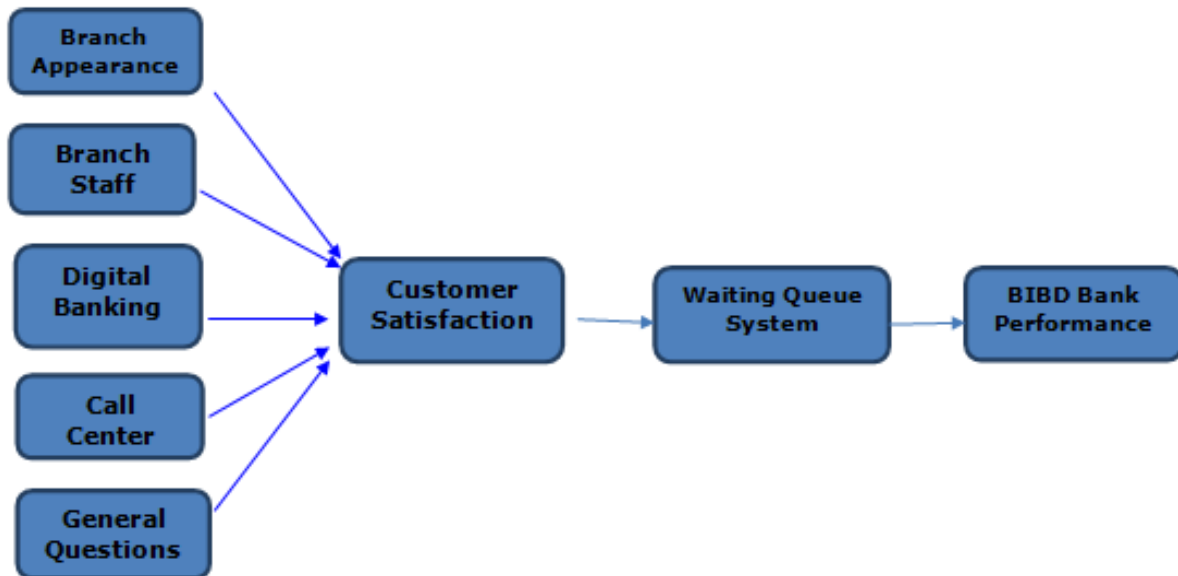 Branch
Appearance
Branch
Staff
Digital
Banking
Call
Center
General
Questions
Customer
Satisfaction
Waiting Queue
System
BIBD Bank
Performance